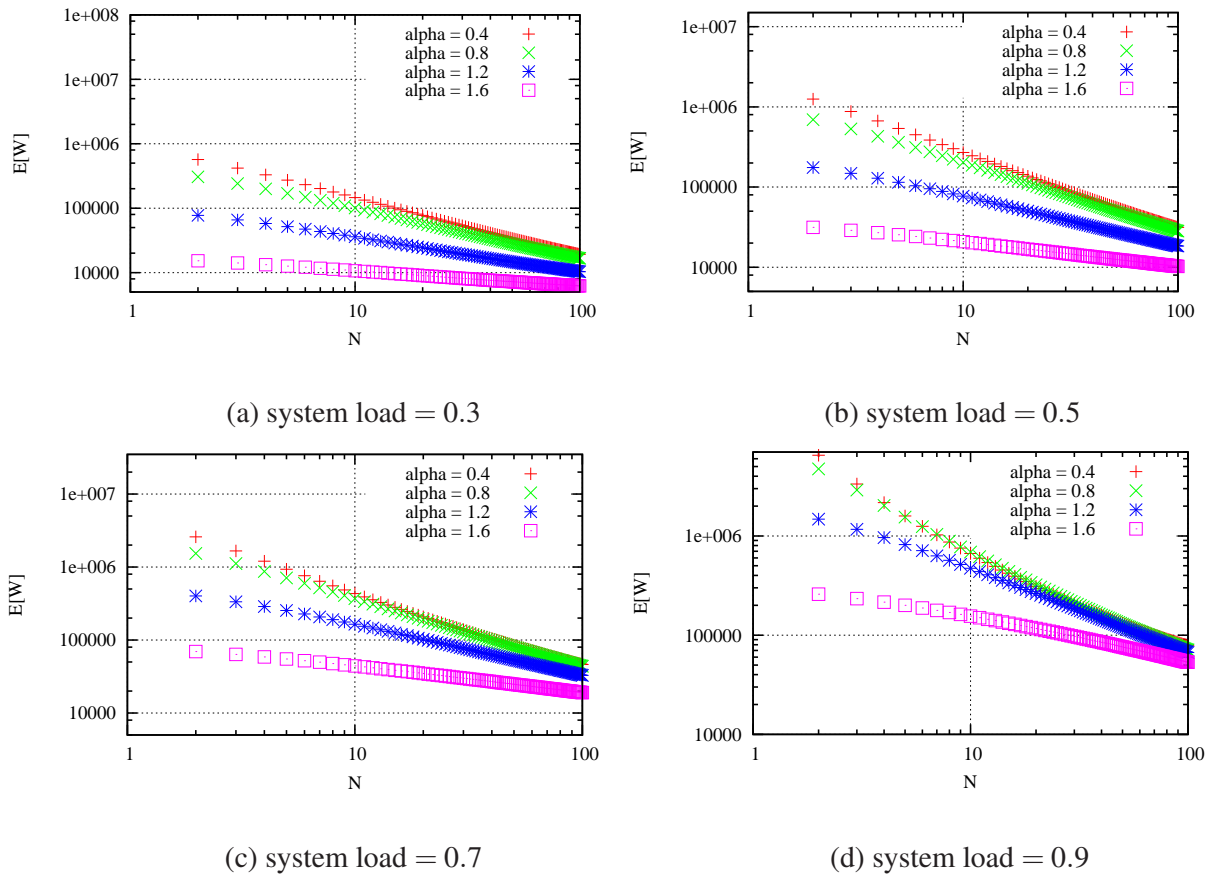 1e+008
1e+007
1e+006
100000
10000
1
10
100
E[W]
N
alpha = 0.4
alpha = 0.8
alpha = 1.2
alpha = 1.6
(a) system load = 0.3
1e+007
1e+006
100000
10000
1
10
100
E[W]
N
alpha = 0.4
alpha = 0.8
alpha = 1.2
alpha = 1.6
(b) system load = 0.5
1e+007
1e+006
100000
10000
1
10
100
E[W]
N
alpha = 0.4
alpha = 0.8
alpha = 1.2
alpha = 1.6
(c) system load = 0.7
1e+006
100000
10000
1
10
100
E[W]
N
alpha = 0.4
alpha = 0.8
alpha = 1.2
alpha = 1.6
(d) system load = 0.9